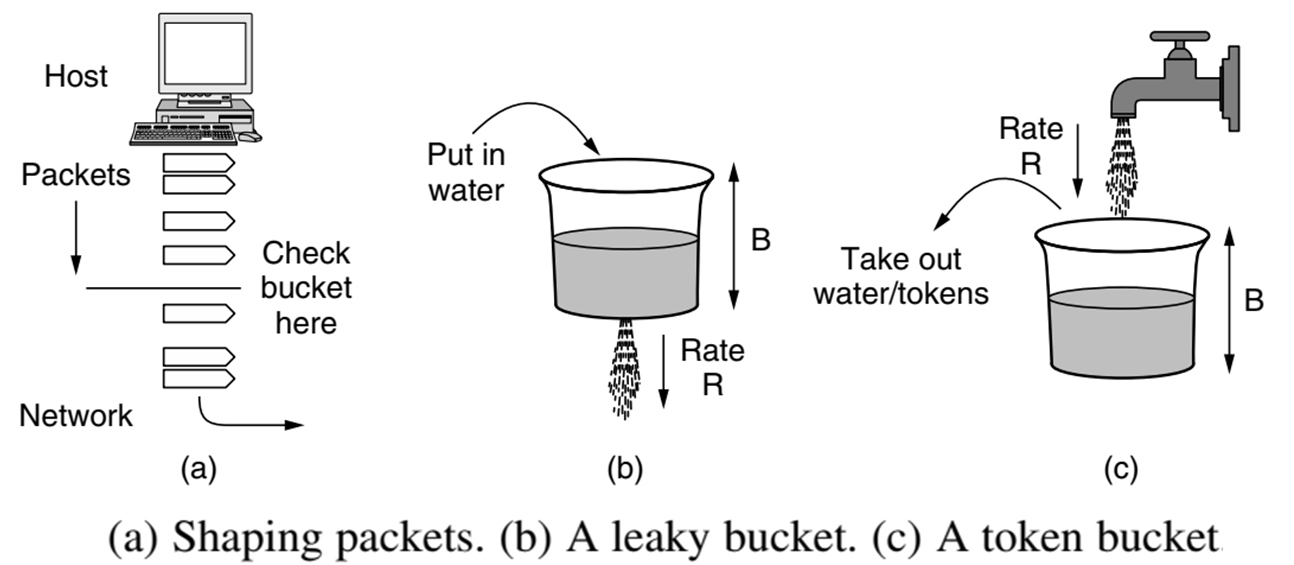 Host
Packets
Check
bucket
here
Network
(a)
Put in
water
B
Rate
R
(b)
Rate
R
Take out
water/tokens
B
(c)
(a) Shaping packets. (b) A leaky bucket. (c) A token bucket.